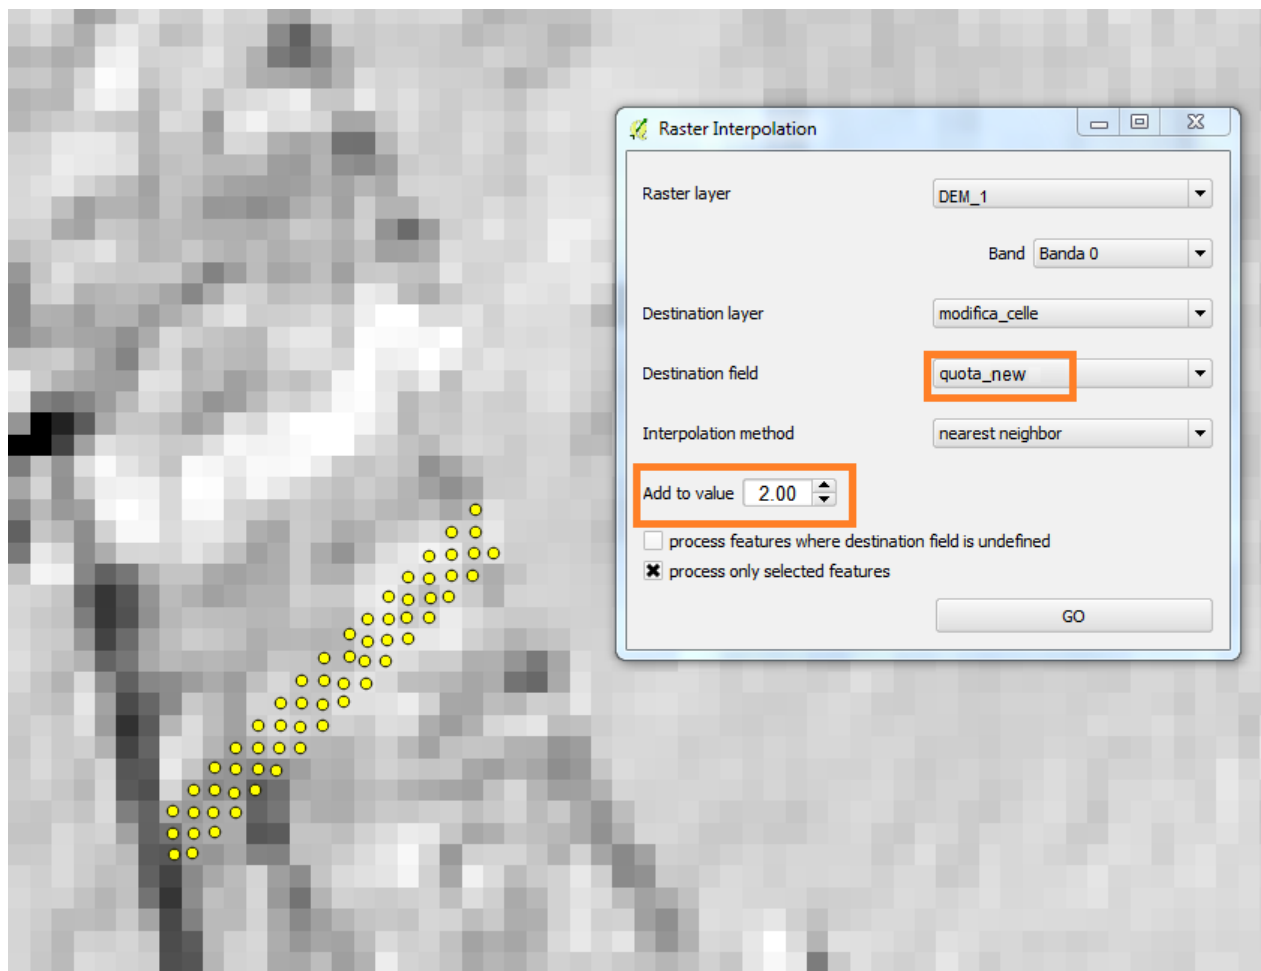 Raster Interpolation
Raster layer DEM_1
Band Banda 0
Destination layer modifica_celle
Destination field quota_new
Interpolation method nearest neighbor
Add to value 2.00
process features where destination field is undefined
process only selected features
GO